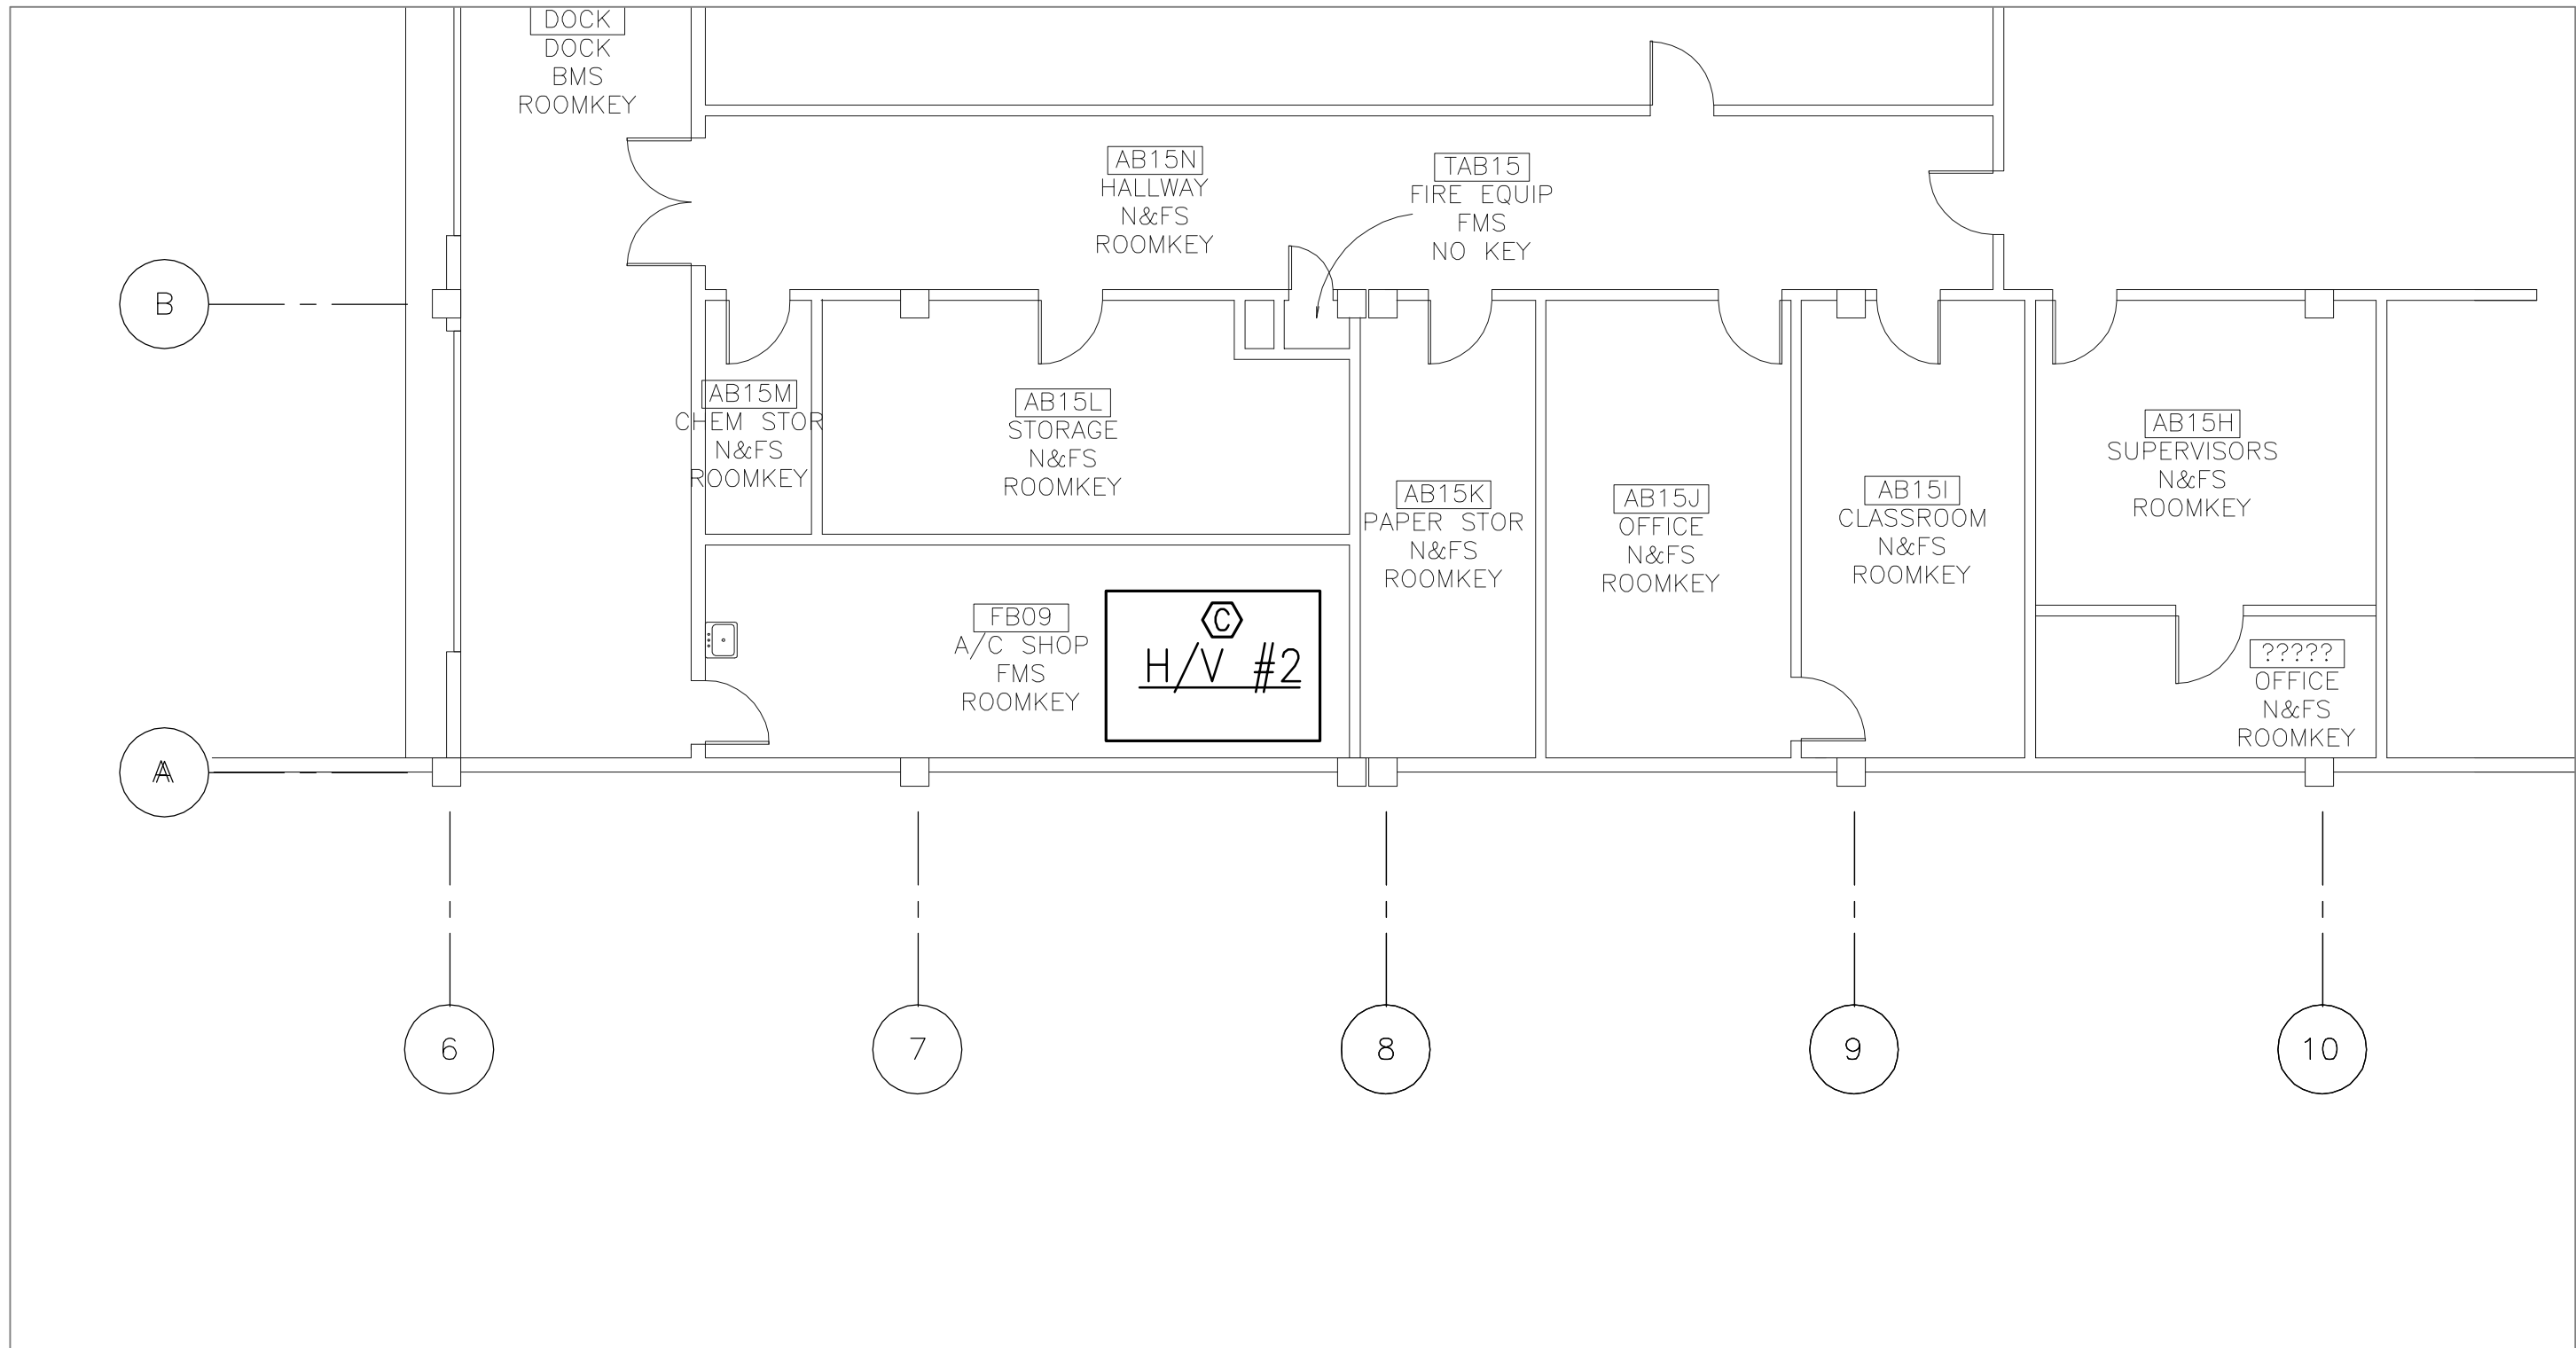 DOCK
DOCK
BMS
ROOMKEY
AB15N
HALLWAY
N&FS
ROOMKEY
TAB15
FIRE EQUIP
FMS
NO KEY
B
AB15M
CHEM STOR
N&FS
ROOMKEY
AB15L
STORAGE
N&FS
ROOMKEY
AB15K
PAPER STOR
N&FS
ROOMKEY
AB15J
OFFICE
N&FS
ROOMKEY
AB15I
CLASSROOM
N&FS
ROOMKEY
AB15H
SUPERVISORS
N&FS
ROOMKEY
FB09
A/C SHOP
FMS
ROOMKEY
C
H/V #2
?????
OFFICE
N&FS
ROOMKEY
A
6
7
8
9
10